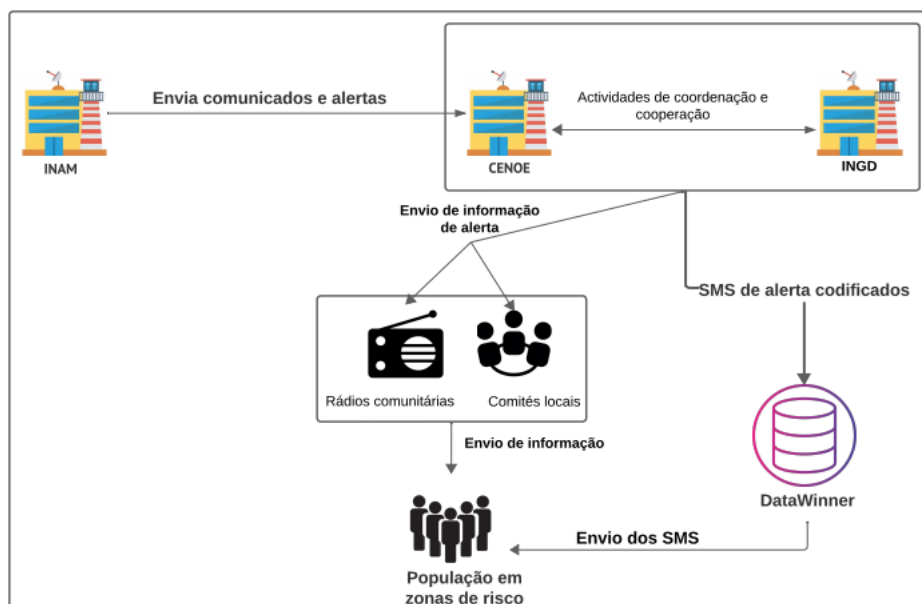 Envia comunicados e alertas
INAM
Actividades de coordenação e
cooperação
CENOE
INGD
Envio de informação
de alerta
SMS de alerta codificados
Rádios comunitárias
Comités locais
Envio de informação
DataWinner
Envio dos SMS
População em
zonas de risco